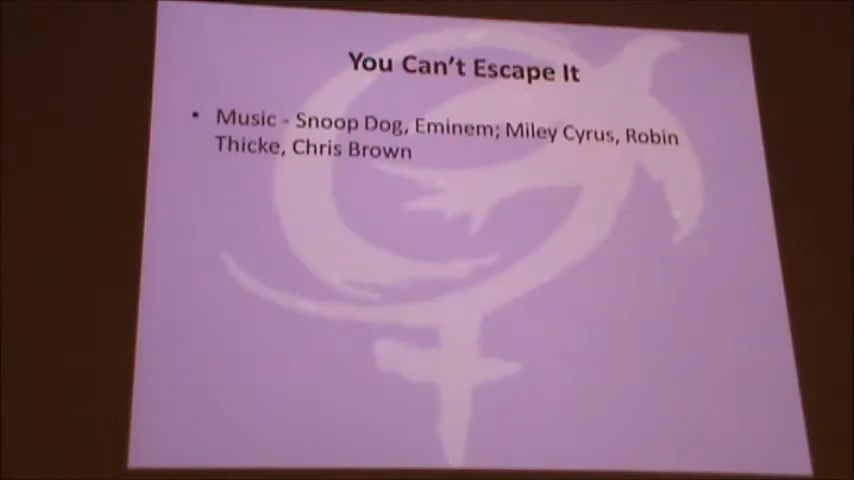 You Can't Escape It
• Music - Snoop Dog, Eminem; Miley Cyrus, Robin
Thicke, Chris Brown